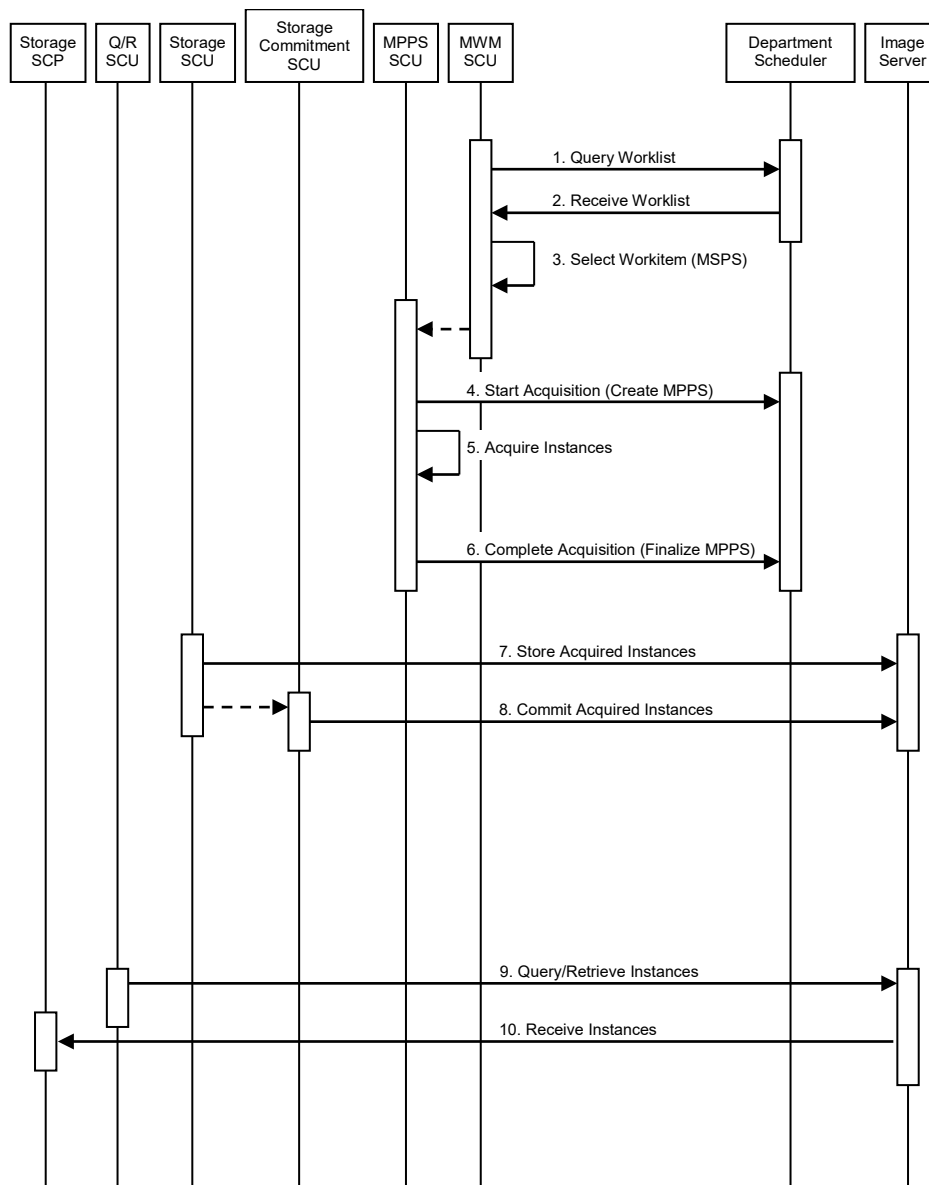 Storage
SCP
Q/R
SCU
Storage
SCU
Storage
Commitment
SCU
MPPS
SCU
MWM
SCU
Department
Scheduler
Image
Server
1. Query Worklist
2. Receive Worklist
3. Select Workitem (MSPS)
4. Start Acquisition (Create MPPS)
5. Acquire Instances
6. Complete Acquisition (Finalize MPPS)
7. Store Acquired Instances
8. Commit Acquired Instances
9. Query/Retrieve Instances
10. Receive Instances